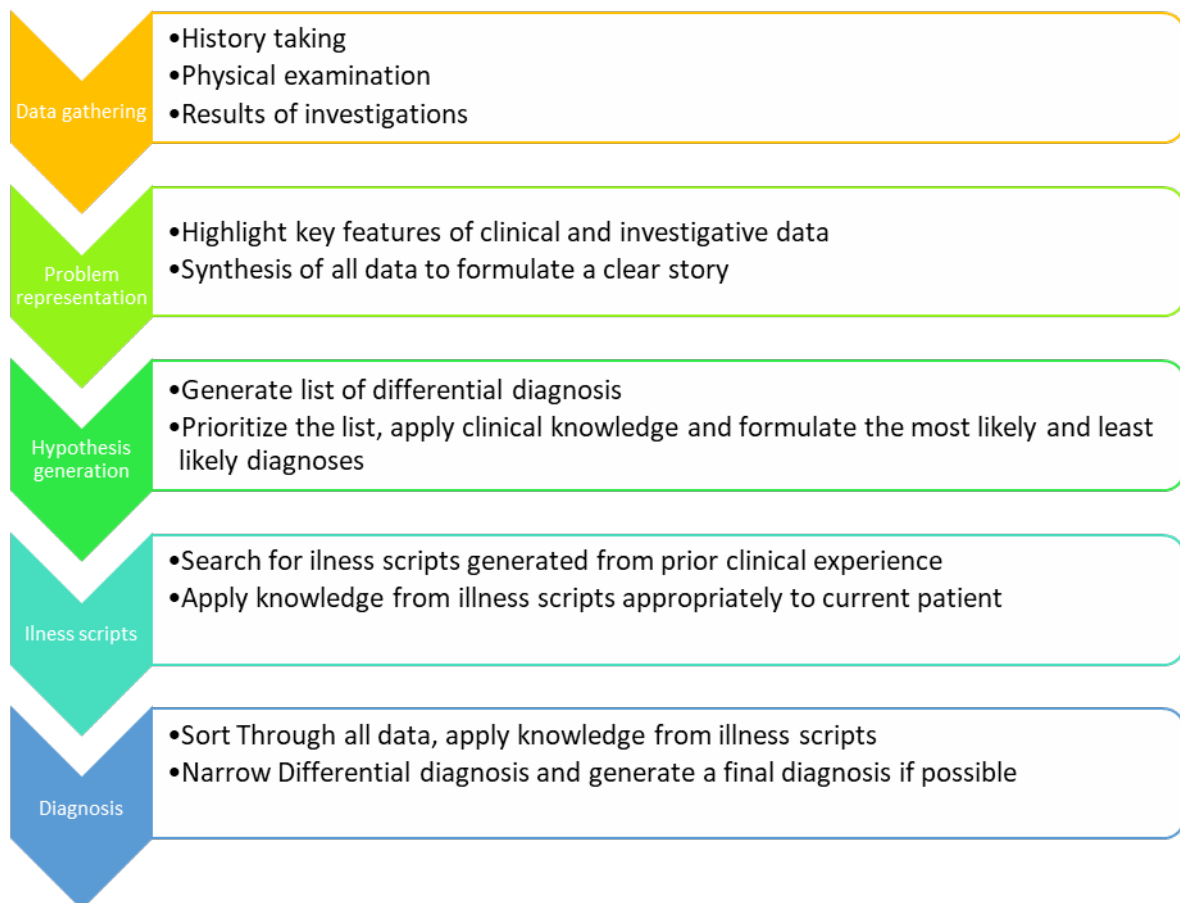 Data gathering
•History taking
•Physical examination
•Results of investigations
Problem
representation
•Highlight key features of clinical and investigative data
•Synthesis of all data to formulate a clear story
Hypothesis
generation
•Generate list of differential diagnosis
•Prioritize the list, apply clinical knowledge and formulate the most likely and least
likely diagnoses
Ilness scripts
•Search for ilness scripts generated from prior clinical experience
•Apply knowledge from illness scripts appropriately to current patient
Diagnosis
•Sort Through all data, apply knowledge from illness scripts
•Narrow Differential diagnosis and generate a final diagnosis if possible